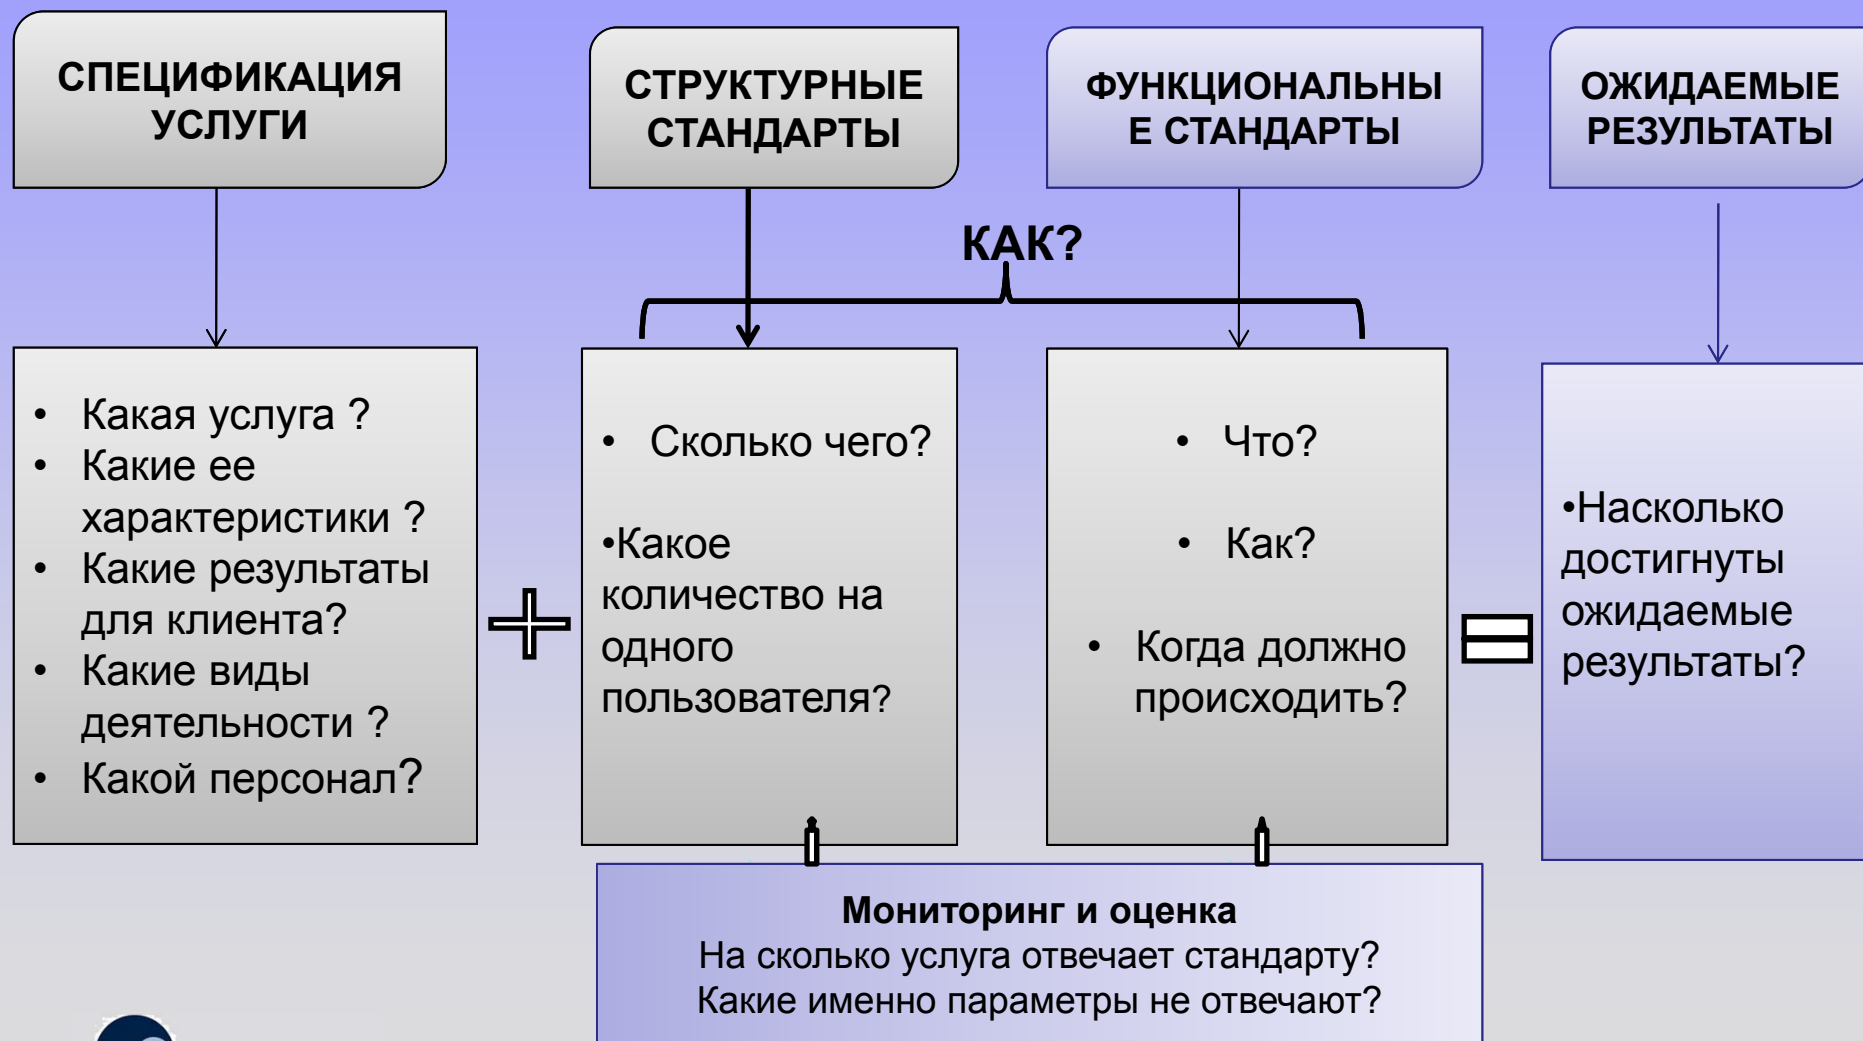 СПЕЦИФИКАЦИЯ
УСЛУГИ
СТРУКТУРНЫЕ
СТАНДАРТЫ
ФУНКЦИОНАЛЬНЫ
Е СТАНДАРТЫ
ОЖИДАЕМЫЕ
РЕЗУЛЬТАТЫ
КАК?
• Какая услуга ?
• Какие ее
характеристики ?
• Какие результаты
для клиента?
• Какие виды
деятельности ?
• Какой персонал?
• Сколько чего?
•Какое
количество на
одного
пользователя?
• Что?
• Как?
• Когда должно
происходить?
•Насколько
достигнуты
ожидаемые
результаты?
Мониторинг и оценка
На сколько услуга отвечает стандарту?
Какие именно параметры не отвечают?